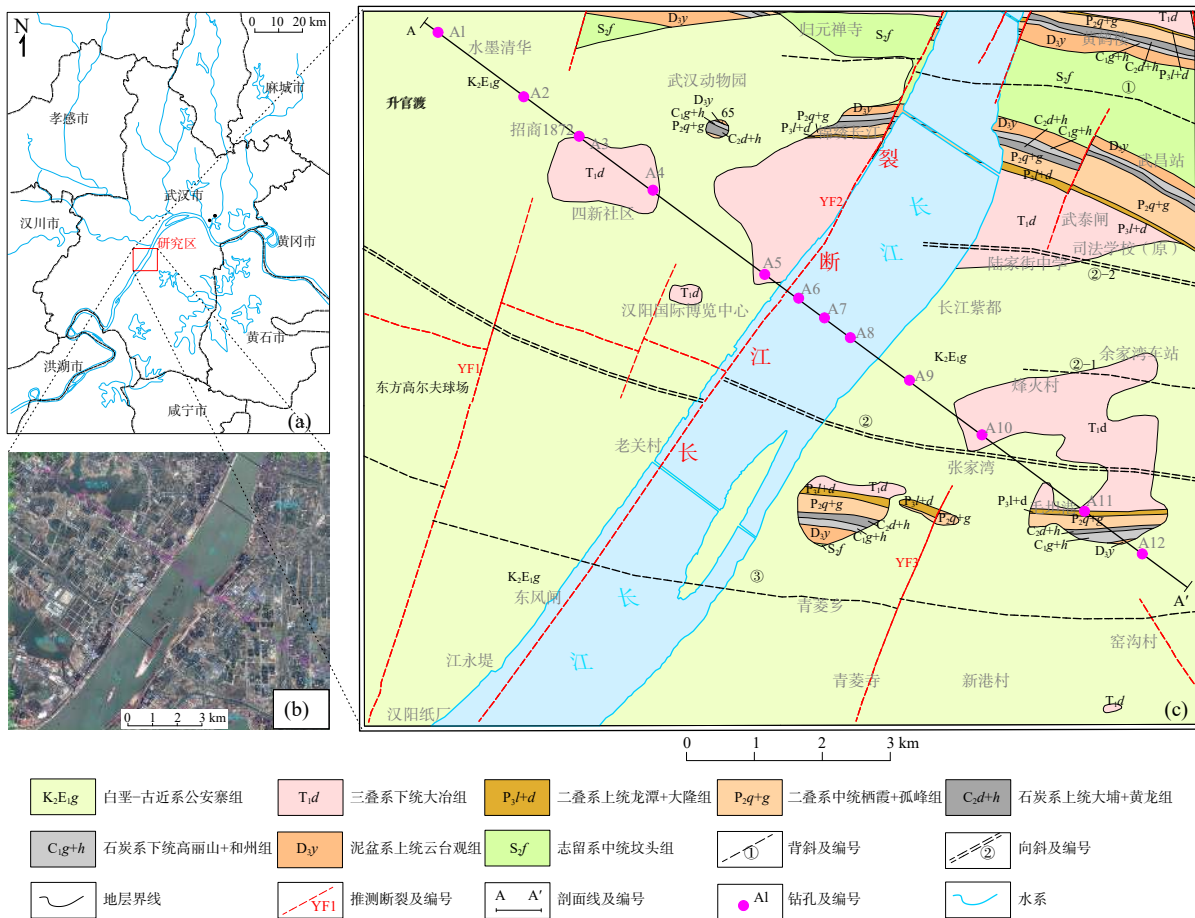 N
0 10 20 km
孝感市
麻城市
武汉市
汉川市
研究区
黄冈市
黄石市
洪湖市
咸宁市
(a)
0 1 2 3 km
(b)
A
A1
水墨清华
S₂f
D₃y
归元禅寺
P₂q+g
T₁d
黄鹤楼
D₃y
C₁g+h
C₂d+h
P₃l+d
K₂E₁g
A2
升官渡
武汉动物园
S₂f
①
招商1872
A3
D₃y
65
C₁g+h
P₂q+g
C₂d+h
D₃y
P₂q+g
P₃l+d
C₂d+h
C₁g+h
D₃y
D₃y
武昌站
T₁d
A4
裂
P₂q+g
P₃l+d
P₂q+g
四新社区
YF2
长
T₁d
武泰闸
P₃l+d
江
断
司法学校（原）
陆家街中学
②-2
A5
A6
T₁d
汉阳国际博览中心
A7
A8
长江紫都
江
K₂E₁g
余家湾车站
YF1
东方高尔夫球场
A9
②-1
烽火村
②
T₁d
老关村
长
A10
张家湾
P₃l+d
T₁d
P₃l+d
P₃l+d
A11
P₂q+g
P₂q+g
P₂q+g
C₂d+h
C₂d+h
C₁g+h
D₃y
C₁g+h
S₂f
D₃y
A12
YF3
K₂E₁g
东风闸
③
长
青菱乡
A′
江永堤
江
青菱寺
新港村
窑沟村
汉阳纸厂
T₁d
(c)
0 1 2 3 km
K₂E₁g 白垩−古近系公安寨组
T₁d 三叠系下统大冶组
P₃l+d 二叠系上统龙潭+大隆组
P₂q+g 二叠系中统栖霞+孤峰组
C₂d+h 石炭系上统大埔+黄龙组
C₁g+h 石炭系下统高丽山+和州组
D₃y 泥盆系上统云台观组
S₂f 志留系中统坟头组
① 背斜及编号
② 向斜及编号
地层界线
YF1 推测断裂及编号
A A′ 剖面线及编号
A1 钻孔及编号
水系